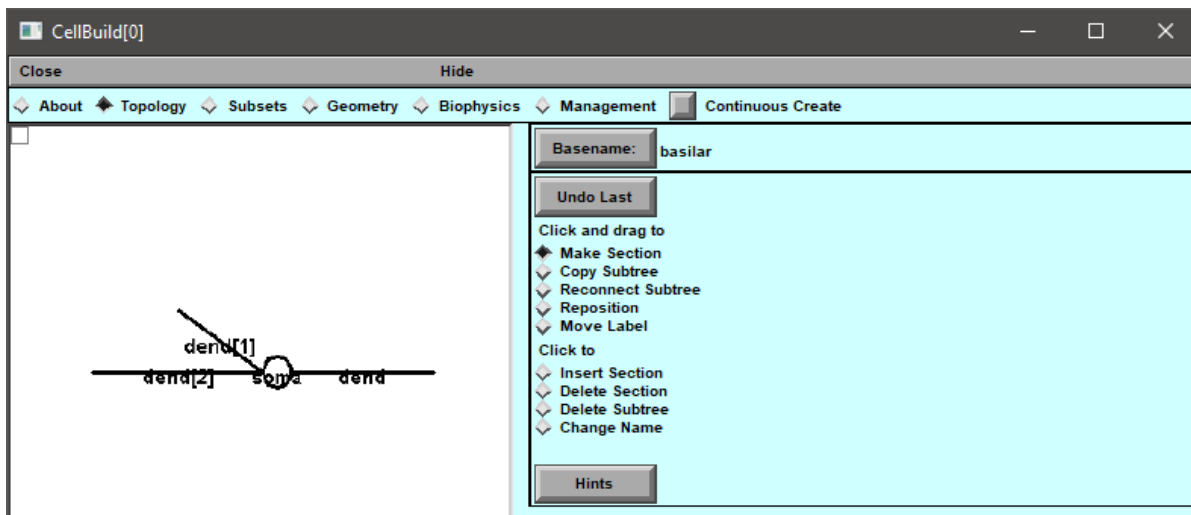 CellBuild[0]
Close Hide
About Topology Subsets Geometry Biophysics Management Continuous Create
Basename: basilar
Undo Last
Click and drag to
Make Section
Copy Subtree
Reconnect Subtree
Reposition
Move Label
Click to
Insert Section
Delete Section
Delete Subtree
Change Name
Hints
dend[1]
dend[2] soma dend